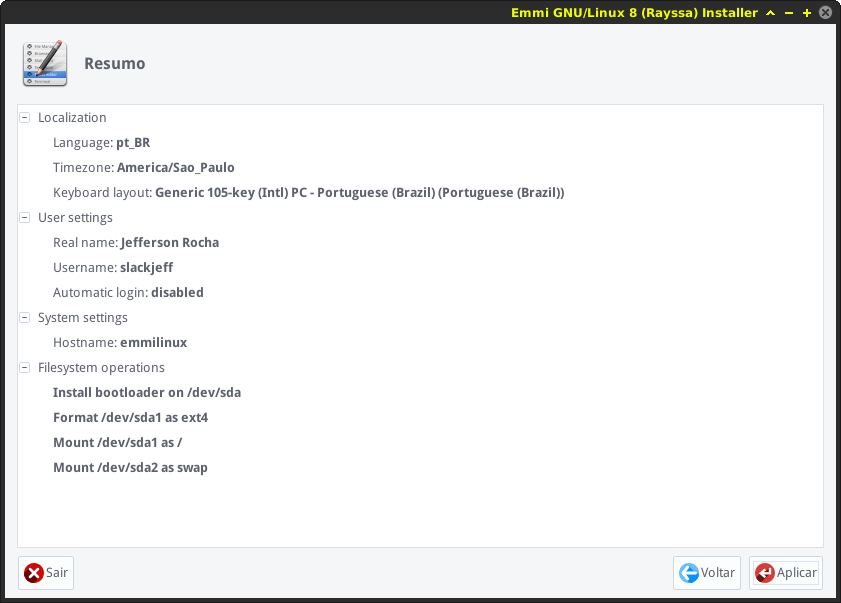 Emmi GNU/Linux 8 (Rayssa) Installer
Resumo
Localization
Language: pt_BR
Timezone: America/Sao_Paulo
Keyboard layout: Generic 105-key (Intl) PC - Portuguese (Brazil) (Portuguese (Brazil))
User settings
Real name: Jefferson Rocha
Username: slackjeff
Automatic login: disabled
System settings
Hostname: emmilinux
Filesystem operations
Install bootloader on /dev/sda
Format /dev/sda1 as ext4
Mount /dev/sda1 as /
Mount /dev/sda2 as swap
Sair
Voltar
Aplicar